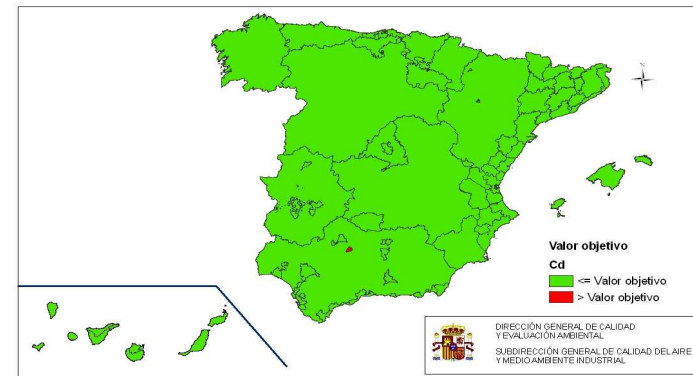 Valor objetivo
Cd
<= Valor objetivo
> Valor objetivo
DIRECCIÓN GENERAL DE CALIDAD
Y EVALUACIÓN AMBIENTAL
SUBDIRECCIÓN GENERAL DE CALIDAD DEL AIRE
Y MEDIO AMBIENTE INDUSTRIAL